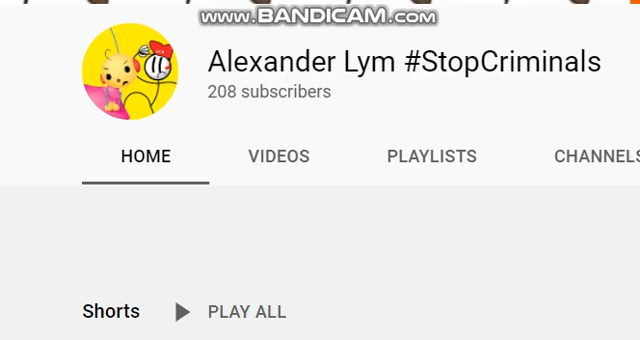 www.BANDICAM.com
Alexander Lym #StopCriminals
208 subscribers
HOME VIDEOS PLAYLISTS CHANNELS
Shorts PLAY ALL